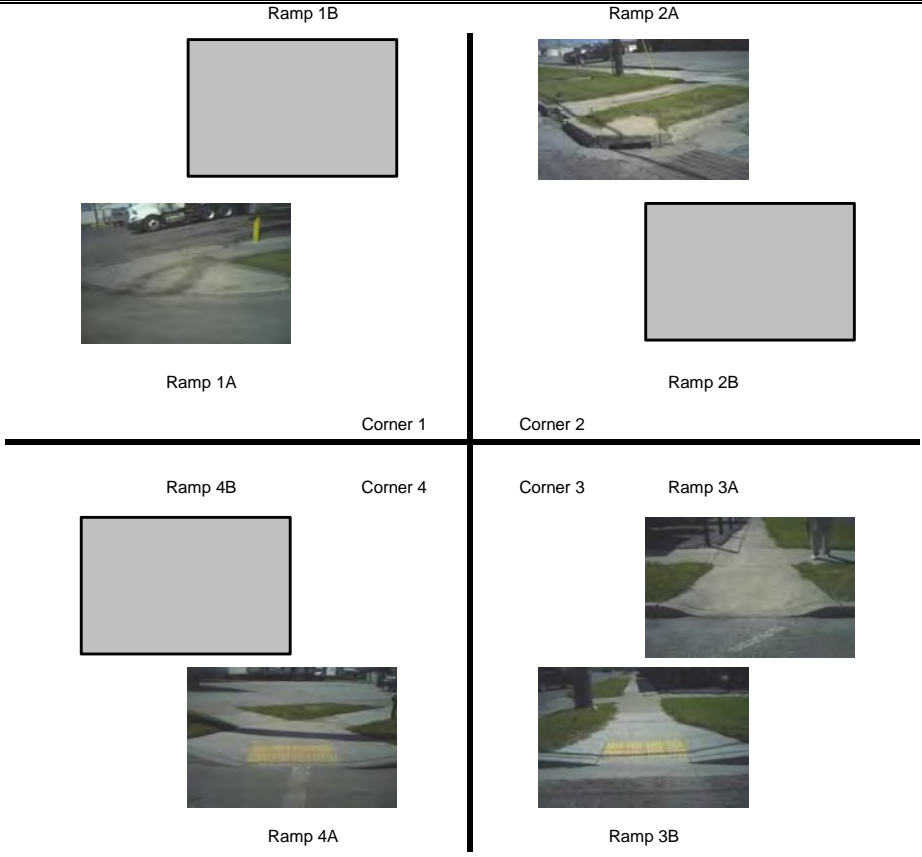 Ramp 1B
Ramp 2A
Ramp 1A
Ramp 2B
Corner 1
Corner 2
Ramp 4B
Corner 4
Corner 3
Ramp 3A
Ramp 4A
Ramp 3B